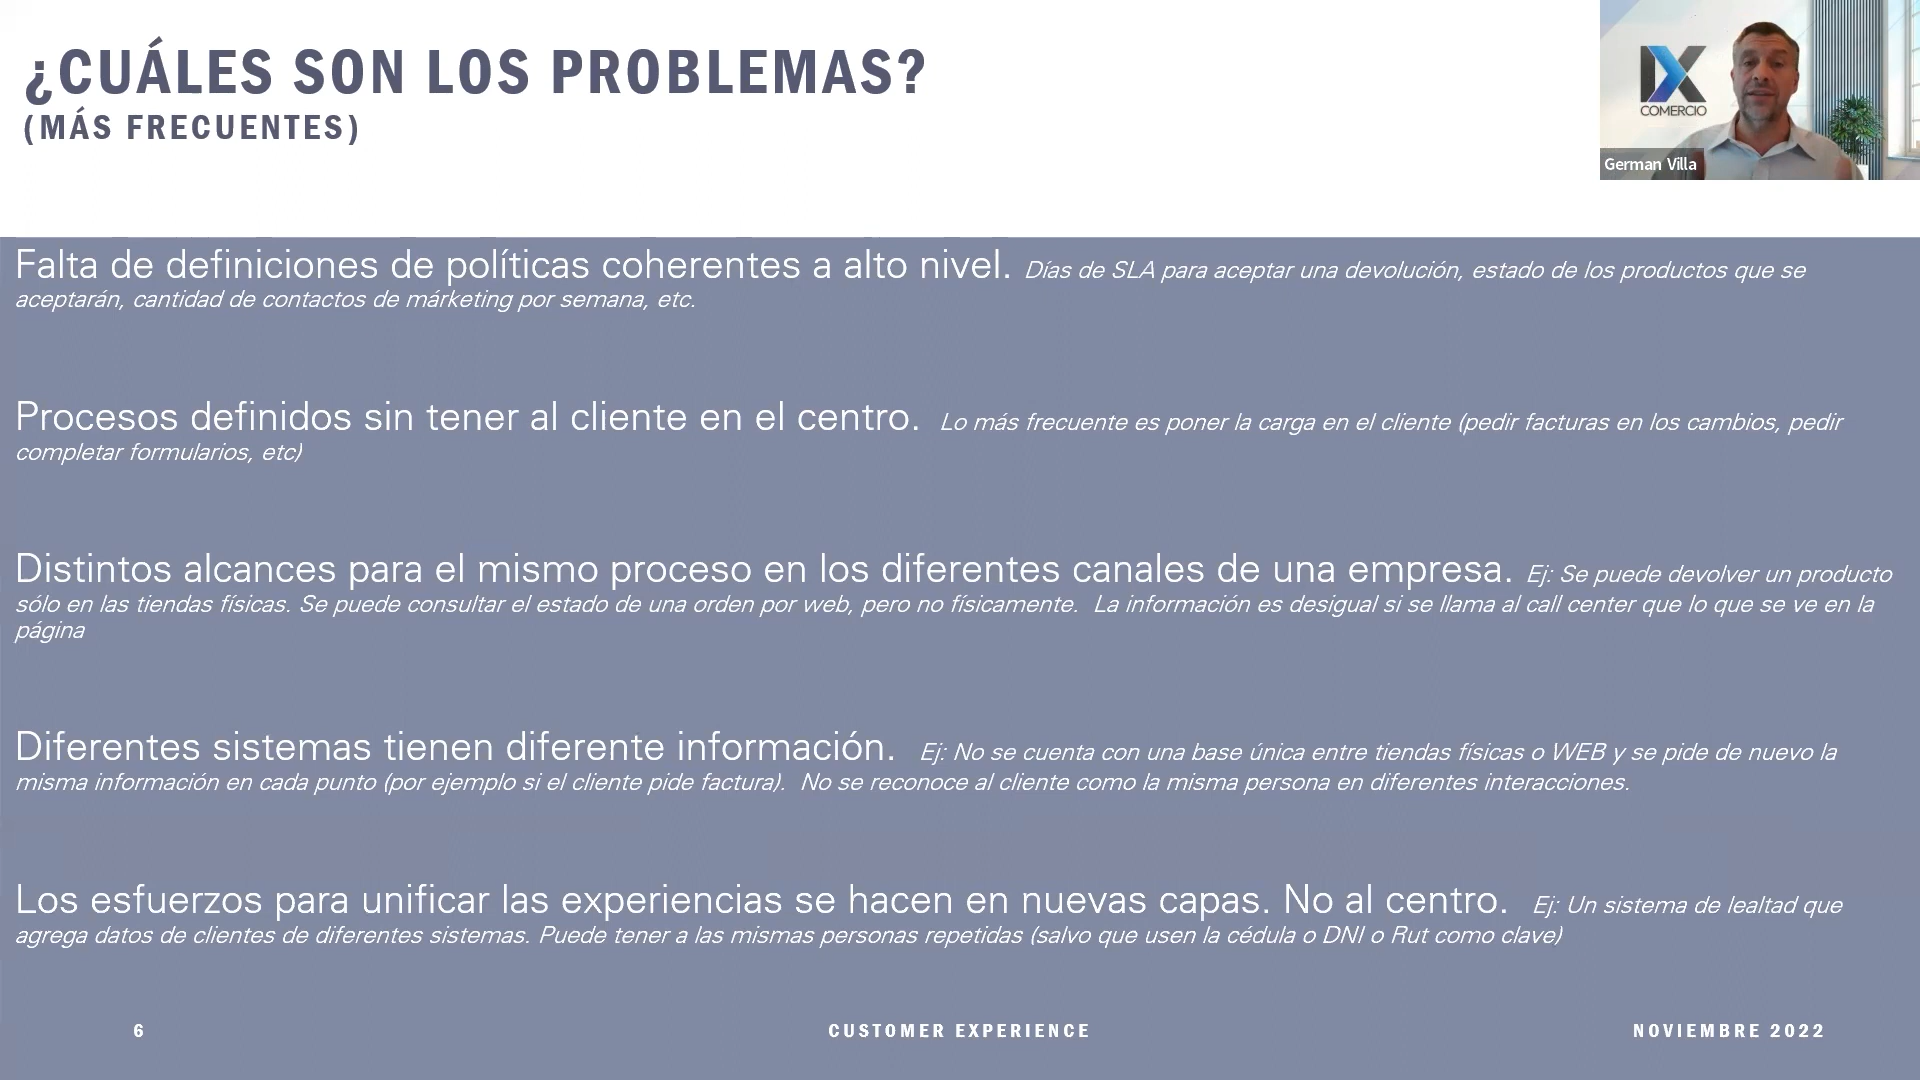 ¿CUÁLES SON LOS PROBLEMAS?
(MÁS FRECUENTES)
IX
COMERCIO
German Villa
Falta de definiciones de políticas coherentes a alto nivel. Días de SLA para aceptar una devolución, estado de los productos que se
aceptarán, cantidad de contactos de márketing por semana, etc.
Procesos definidos sin tener al cliente en el centro. Lo más frecuente es poner la carga en el cliente (pedir facturas en los cambios, pedir
completar formularios, etc)
Distintos alcances para el mismo proceso en los diferentes canales de una empresa. Ej: Se puede devolver un producto
sólo en las tiendas físicas. Se puede consultar el estado de una orden por web, pero no físicamente. La información es desigual si se llama al call center que lo que se ve en la
página
Diferentes sistemas tienen diferente información. Ej: No se cuenta con una base única entre tiendas físicas o WEB y se pide de nuevo la
misma información en cada punto (por ejemplo si el cliente pide factura). No se reconoce al cliente como la misma persona en diferentes interacciones.
Los esfuerzos para unificar las experiencias se hacen en nuevas capas. No al centro. Ej: Un sistema de lealtad que
agrega datos de clientes de diferentes sistemas. Puede tener a las mismas personas repetidas (salvo que usen la cédula o DNI o Rut como clave)
6
CUSTOMER EXPERIENCE
NOVIEMBRE 2022